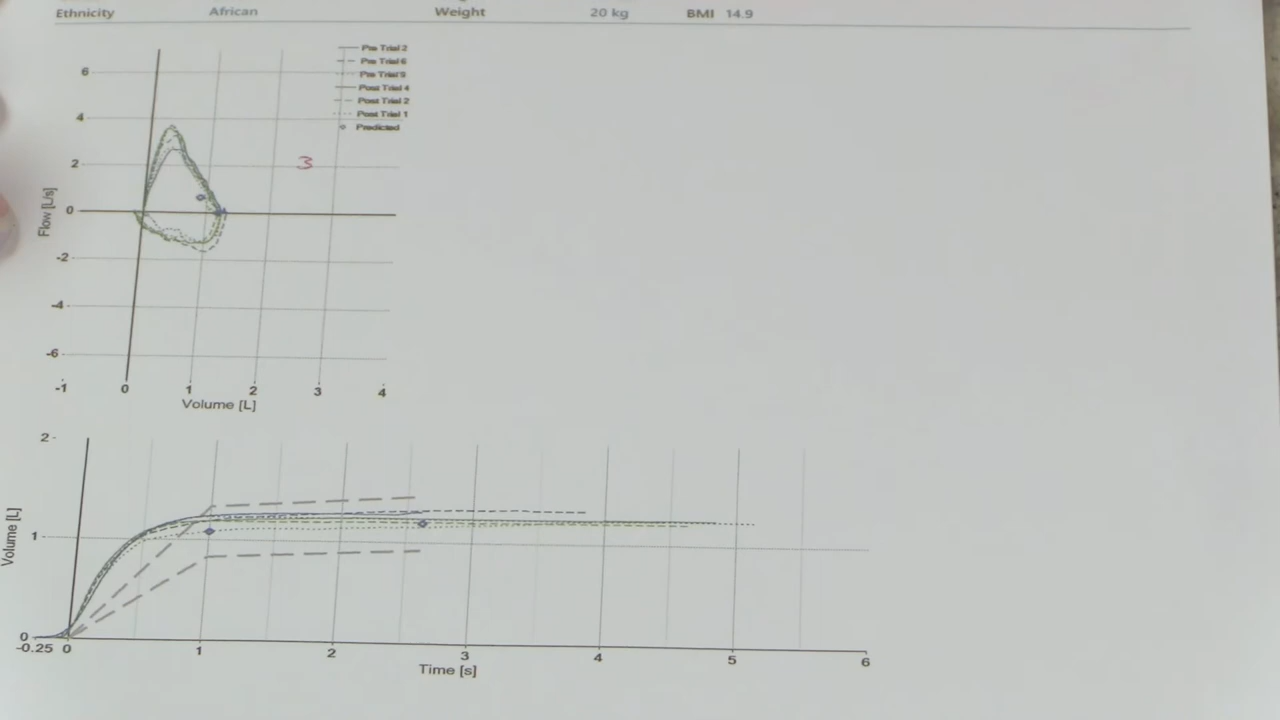 Ethnicity African Weight 20 kg BMI 14.9
Pre Trial 2
Pre Trial 6
Pre Trial 5
Post Trial 4
Post Trial 2
Post Trial 1
Predicted
6
4
2
0
-2
-4
-6
3
Flow [L/s]
-1 0 1 2 3 4
Volume [L]
2
1
0
Volume [L]
-0.25 0 1 2 3 4 5 6
Time [s]